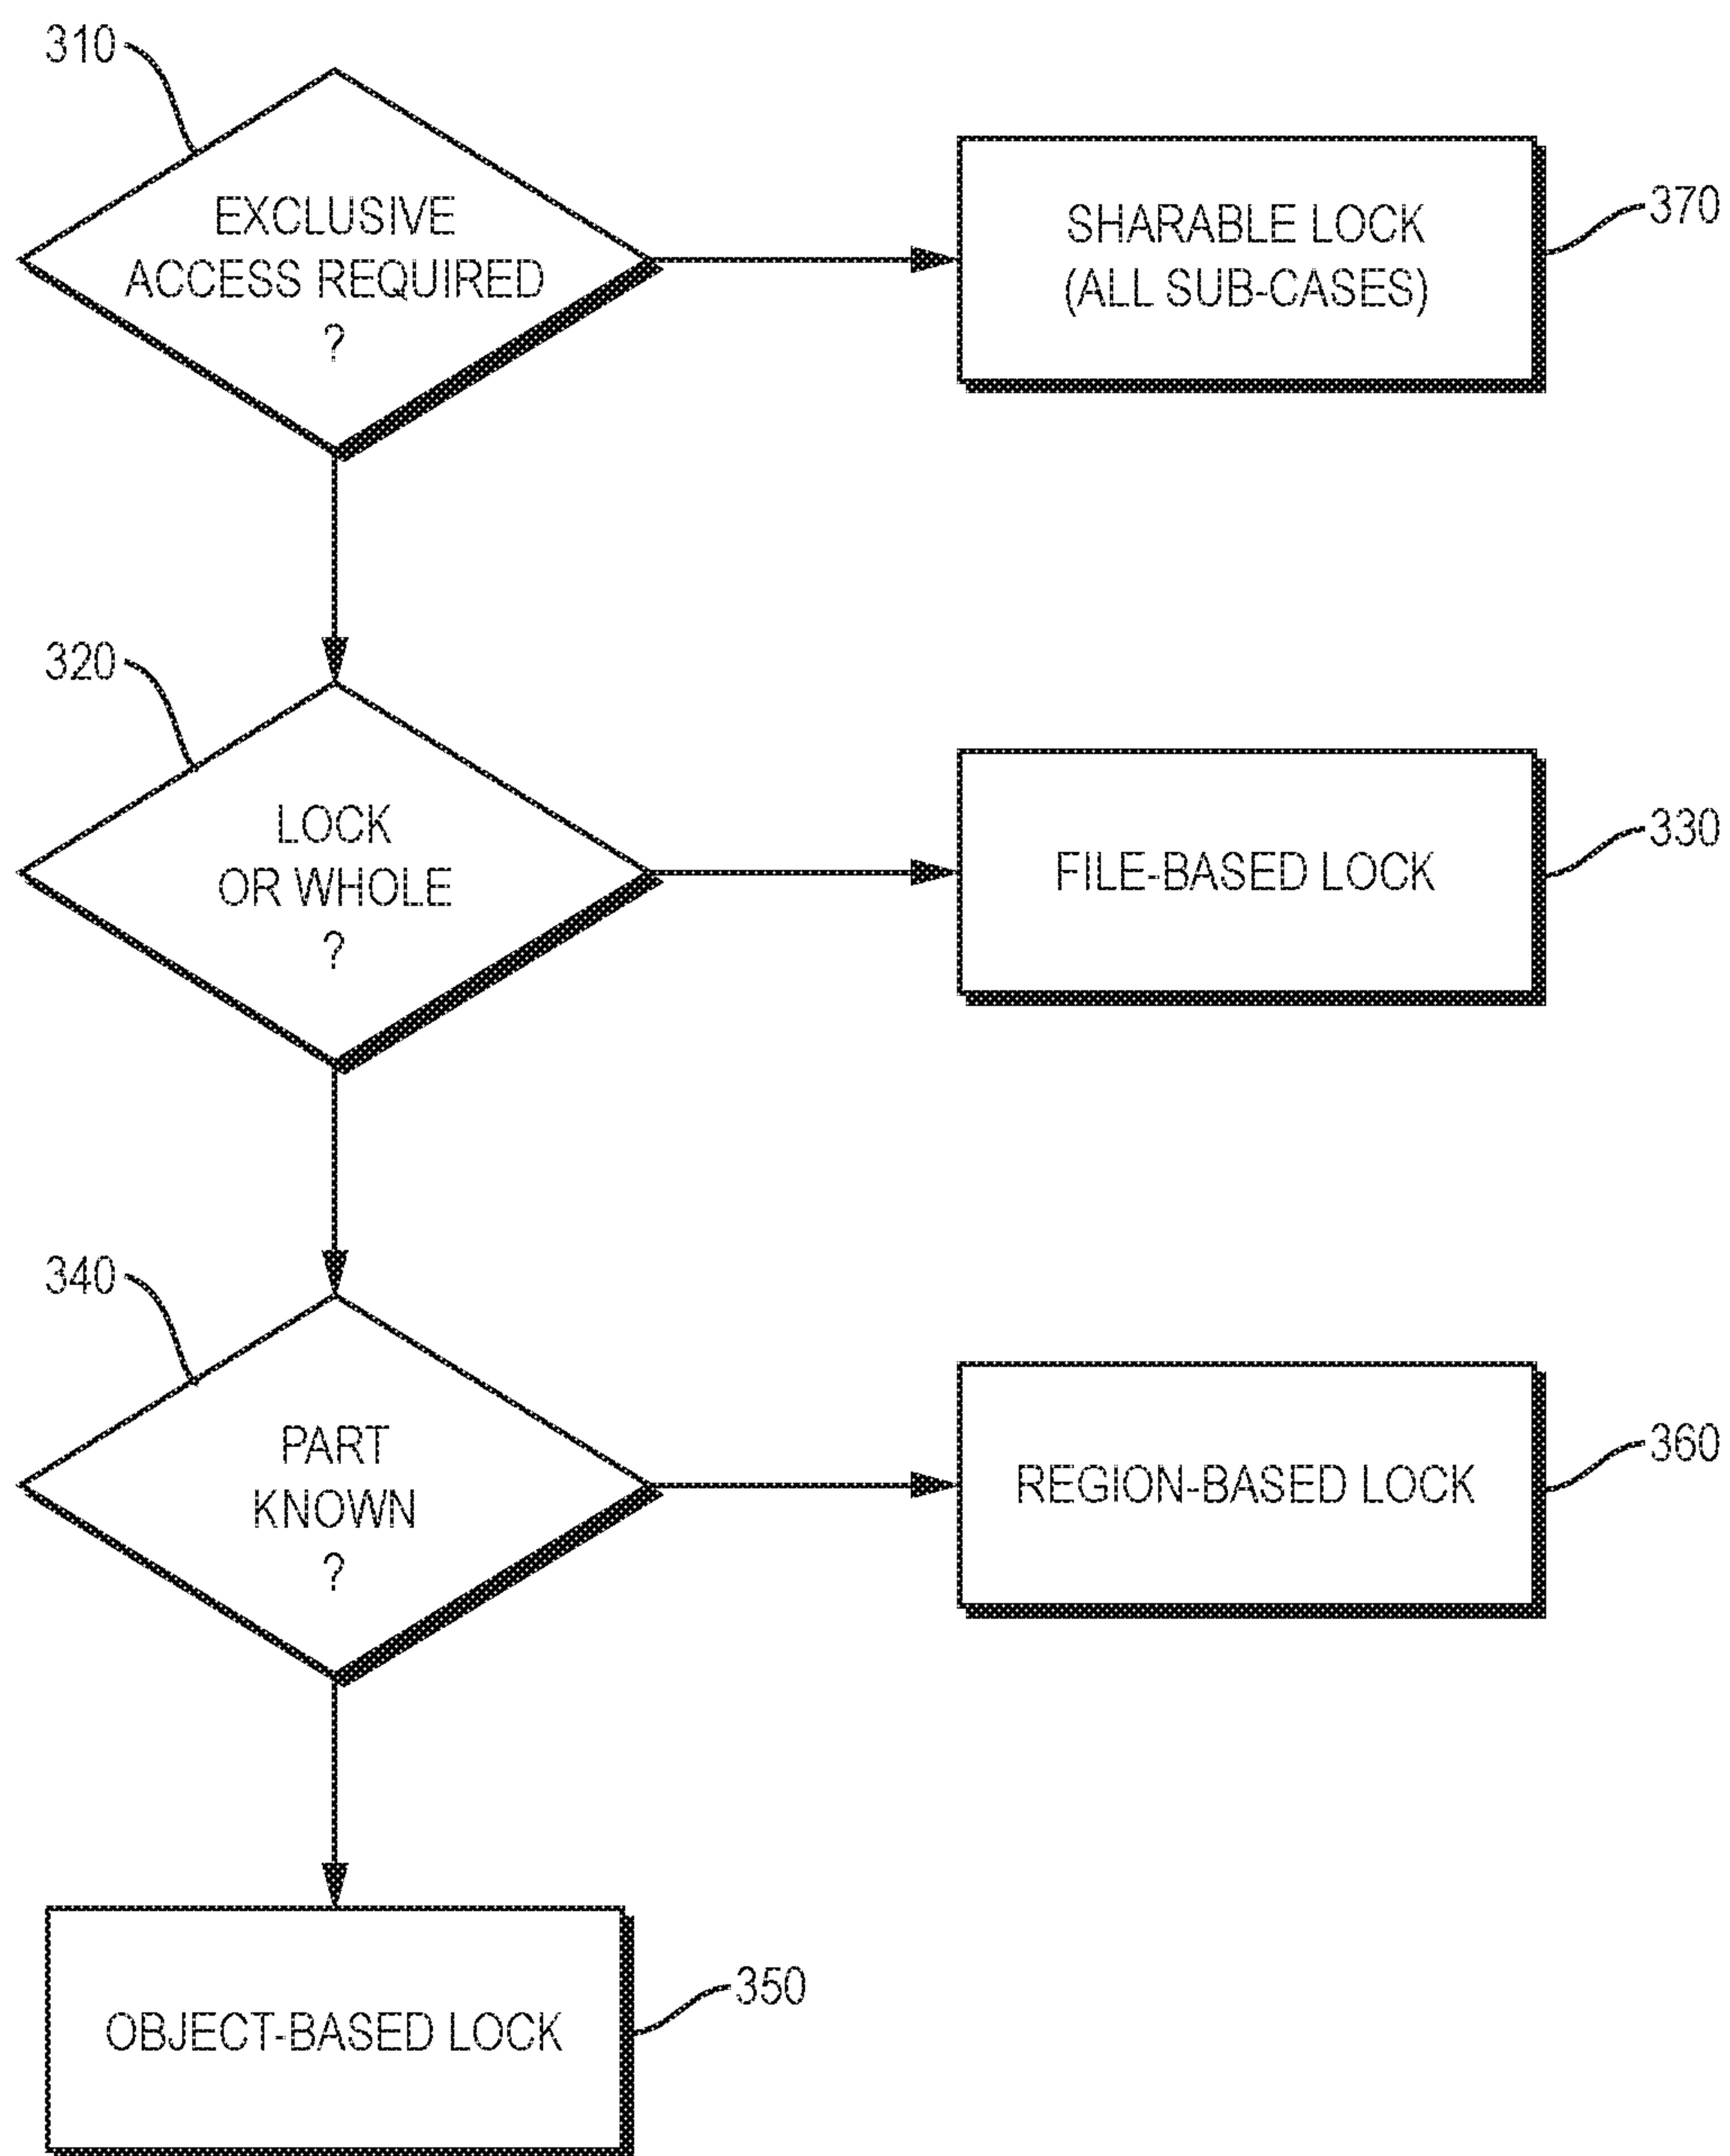 310
EXCLUSIVE
ACCESS REQUIRED
?
SHARABLE LOCK
(ALL SUB-CASES)
370
320
LOCK
OR WHOLE
?
FILE-BASED LOCK
330
340
PART
KNOWN
?
REGION-BASED LOCK
360
OBJECT-BASED LOCK
350